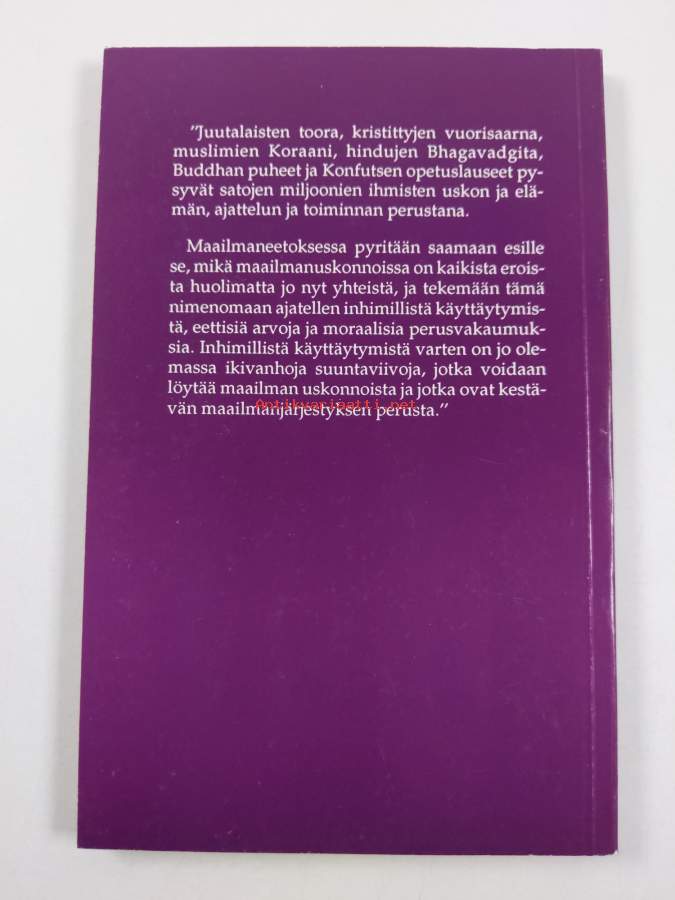 "Juutalaisten toora, kristittyjen vuorisaarna,
muslimien Koraani, hindujen Bhagavadgita,
Buddhan puheet ja Konfutsen opetuslauseet py-
syvät satojen miljoonien ihmisten uskon ja elä-
män, ajattelun ja toiminnan perustana.
Maailmaneetoksessa pyritään saamaan esille
se, mikä maailmanuskonnoissa on kaikista erois-
ta huolimatta jo nyt yhteistä, ja tekemään tämä
nimenomaan ajatellen inhimillistä käyttäytymis-
tä, eettisiä arvoja ja moraalisia perusvakaumuk-
sia. Inhimillistä käyttäytymistä varten on jo ole-
massa ikivanhoja suuntaviivoja, jotka voidaan
löytää maailman uskonnoista ja jotka ovat kestä-
vän maailmanjärjestyksen perusta."
Antikvariaatti.net